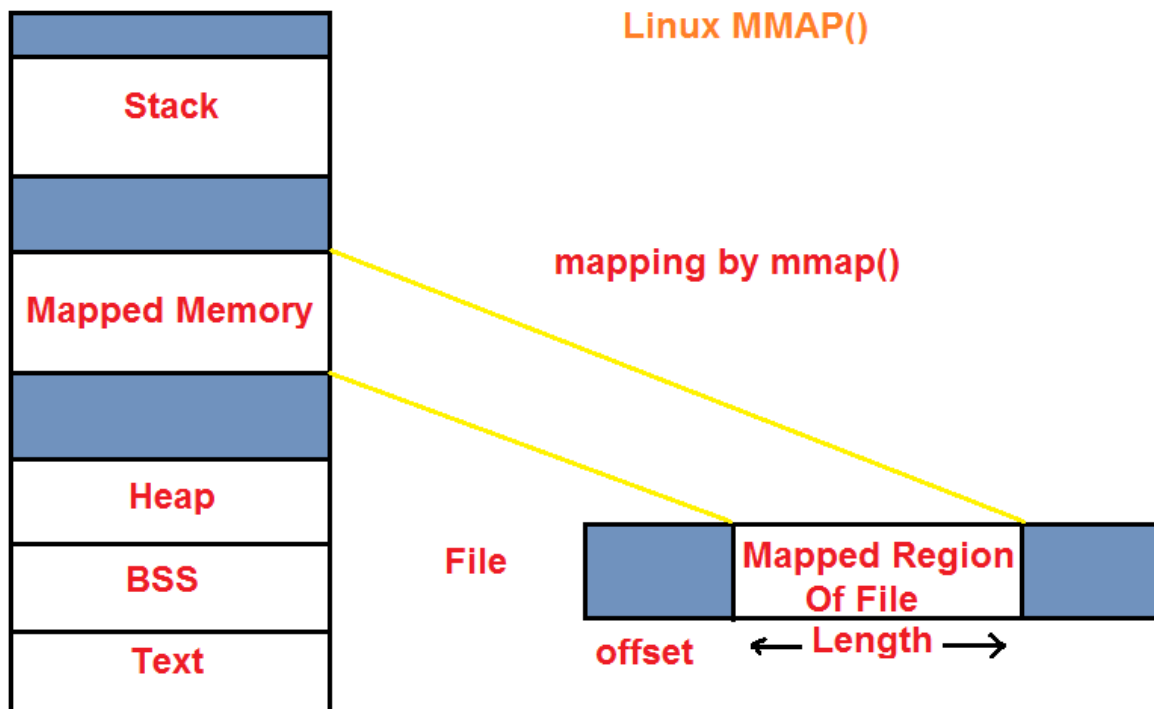 Linux MMAP()
Stack
mapping by mmap()
Mapped Memory
Heap
File
Mapped Region
Of File
BSS
offset
Length
Text